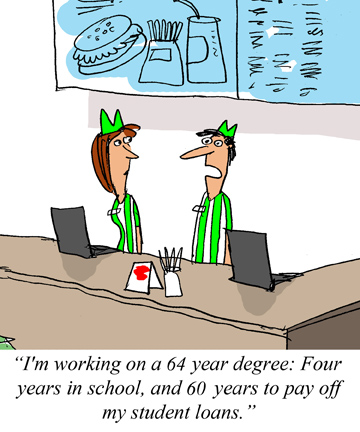 “I'm working on a 64 year degree: Four
years in school, and 60 years to pay off
my student loans.”